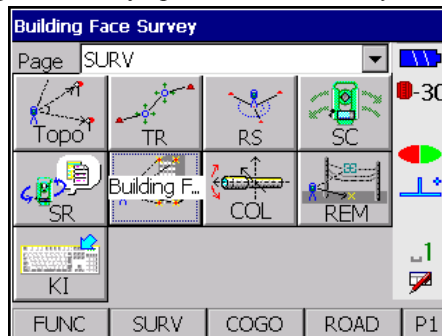 Building Face Survey
Page SURV
-30
Topo TR RS SC
SR Building F... COL REM
1
KI
FUNC SURV COGO ROAD P1